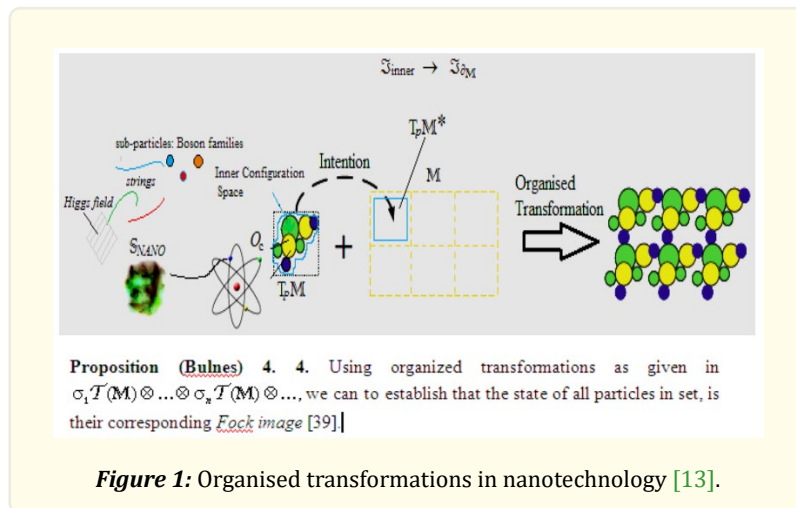 ℑinner → ℑ∂M
TpM*
sub-particles: Boson families
Inner Configuration
Space
Intention
M
Organised
Transformation
strings
Higgs field
SNANO
Oc
+
TpM
Proposition (Bulnes) 4. 4. Using organized transformations as given in
σ₁𝒯(M) ⊗ ... ⊗ σₙ𝒯(M) ⊗ ..., we can to establish that the state of all particles in set, is
their corresponding Fock image [39].
Figure 1: Organised transformations in nanotechnology [13].